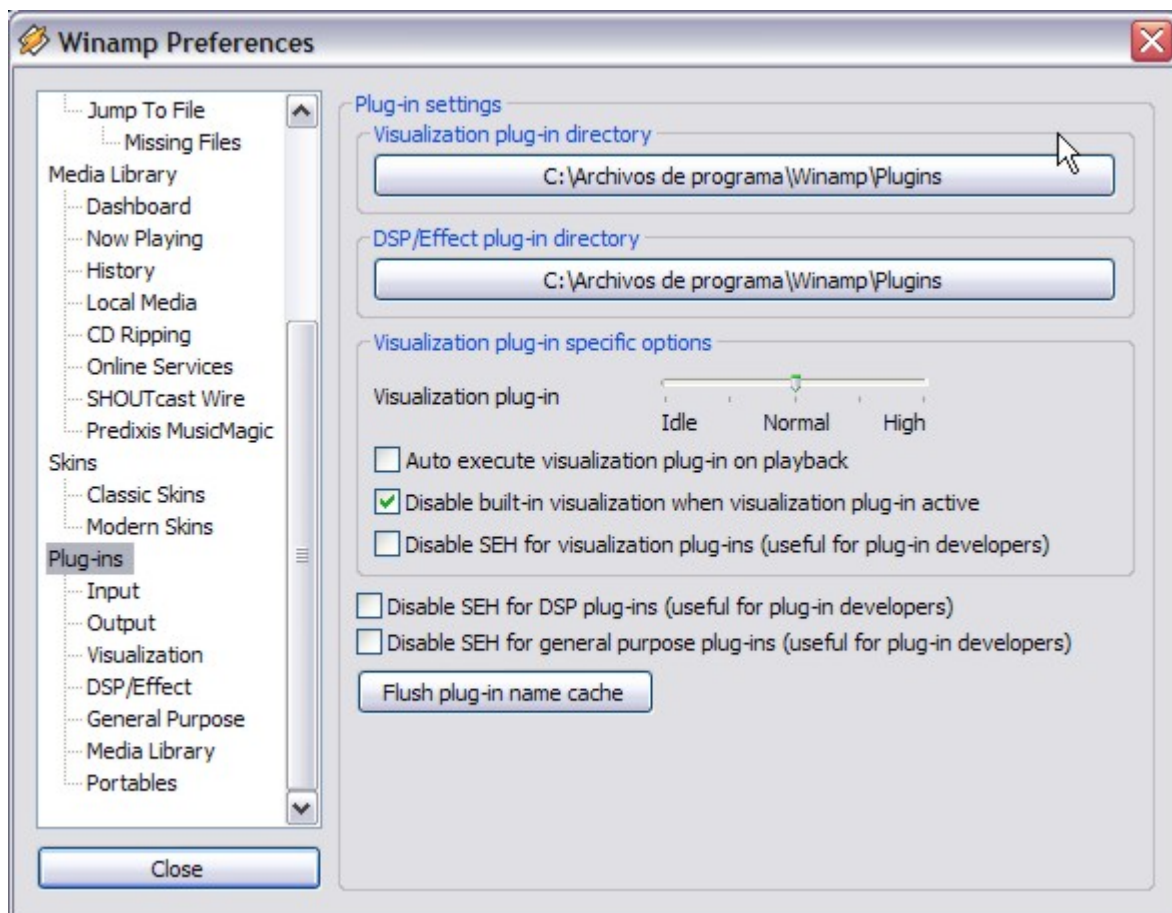 Winamp Preferences
Jump To File
Missing Files
Media Library
Dashboard
Now Playing
History
Local Media
CD Ripping
Online Services
SHOUTcast Wire
Predixis MusicMagic
Skins
Classic Skins
Modern Skins
Plug-ins
Input
Output
Visualization
DSP/Effect
General Purpose
Media Library
Portables
Close
Plug-in settings
Visualization plug-in directory
C:\Archivos de programa\Winamp\Plugins
DSP/Effect plug-in directory
C:\Archivos de programa\Winamp\Plugins
Visualization plug-in specific options
Visualization plug-in
Idle Normal High
Auto execute visualization plug-in on playback
Disable built-in visualization when visualization plug-in active
Disable SEH for visualization plug-ins (useful for plug-in developers)
Disable SEH for DSP plug-ins (useful for plug-in developers)
Disable SEH for general purpose plug-ins (useful for plug-in developers)
Flush plug-in name cache